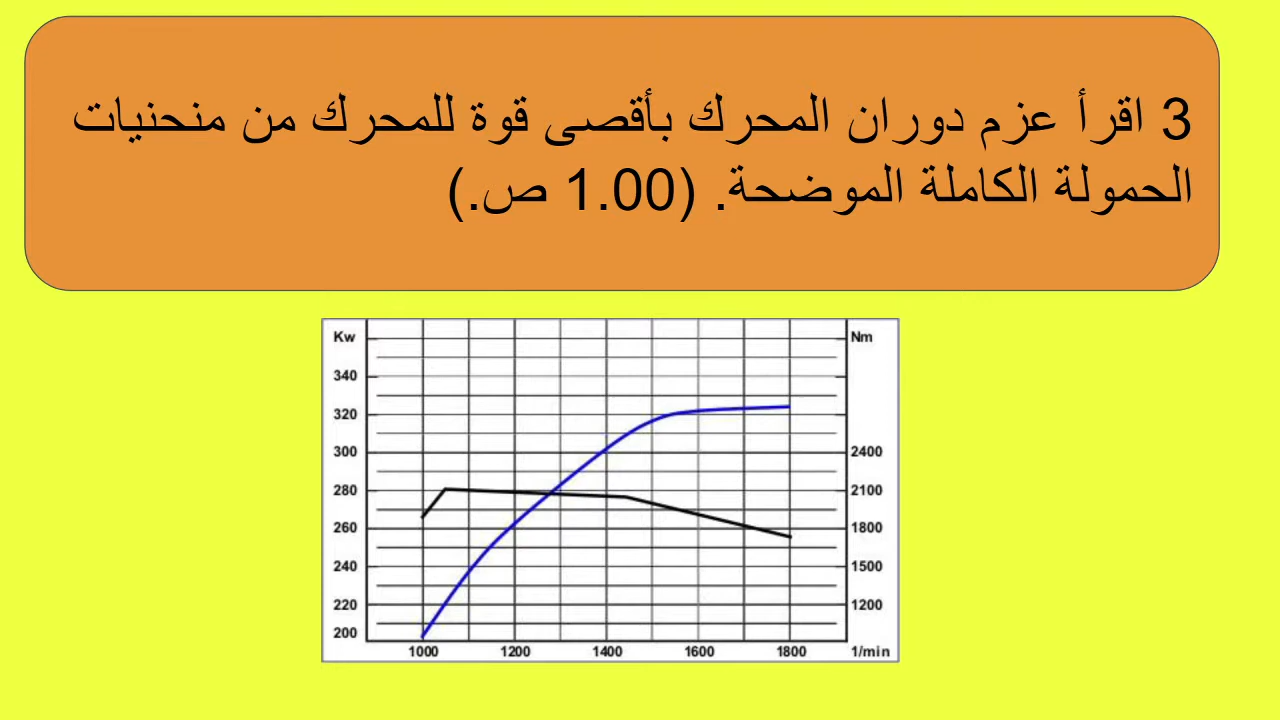 3 اقرأ عزم دوران المحرك بأقصى قوة للمحرك من منحنيات
الحمولة الكاملة الموضحة. (1.00 ص.)
Kw
Nm
340
320
300
2400
280
2100
260
1800
240
1500
220
1200
200
1000 1200 1400 1600 1800 1/min